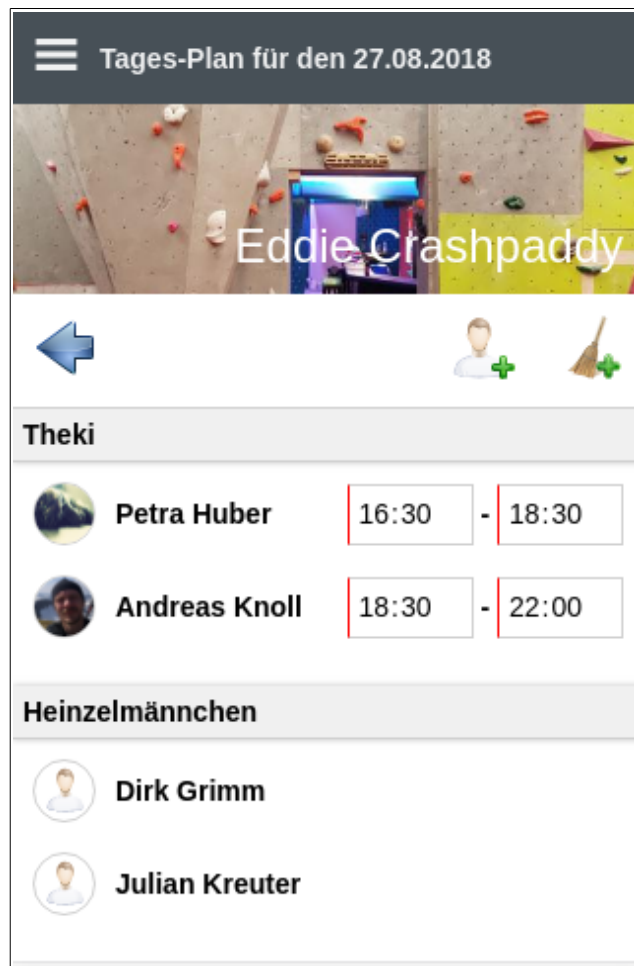 Tages-Plan für den 27.08.2018
Eddie Crashpaddy
Theki
Petra Huber 16:30 - 18:30
Andreas Knoll 18:30 - 22:00
Heinzelmännchen
Dirk Grimm
Julian Kreuter